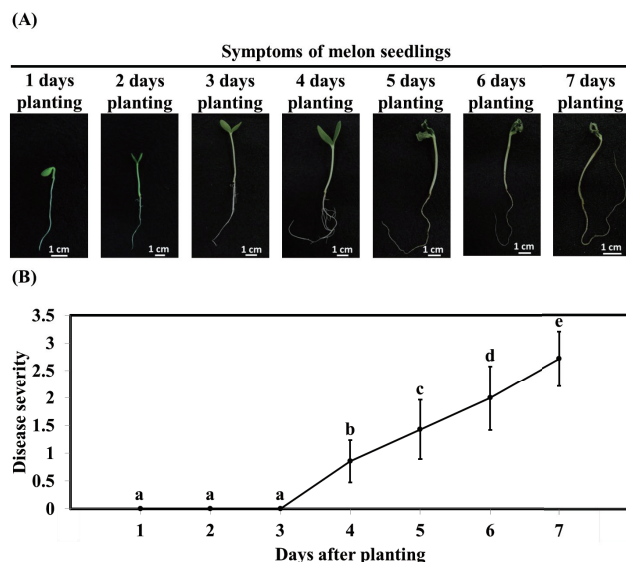 (A)
Symptoms of melon seedlings
1 days 2 days 3 days 4 days 5 days 6 days 7 days
planting planting planting planting planting planting planting
1 cm 1 cm 1 cm 1 cm 1 cm 1 cm 1 cm
(B)
3.5
3
2.5
2
1.5
1
0.5
0
Disease severity
a a a b c d e
1 2 3 4 5 6 7
Days after planting